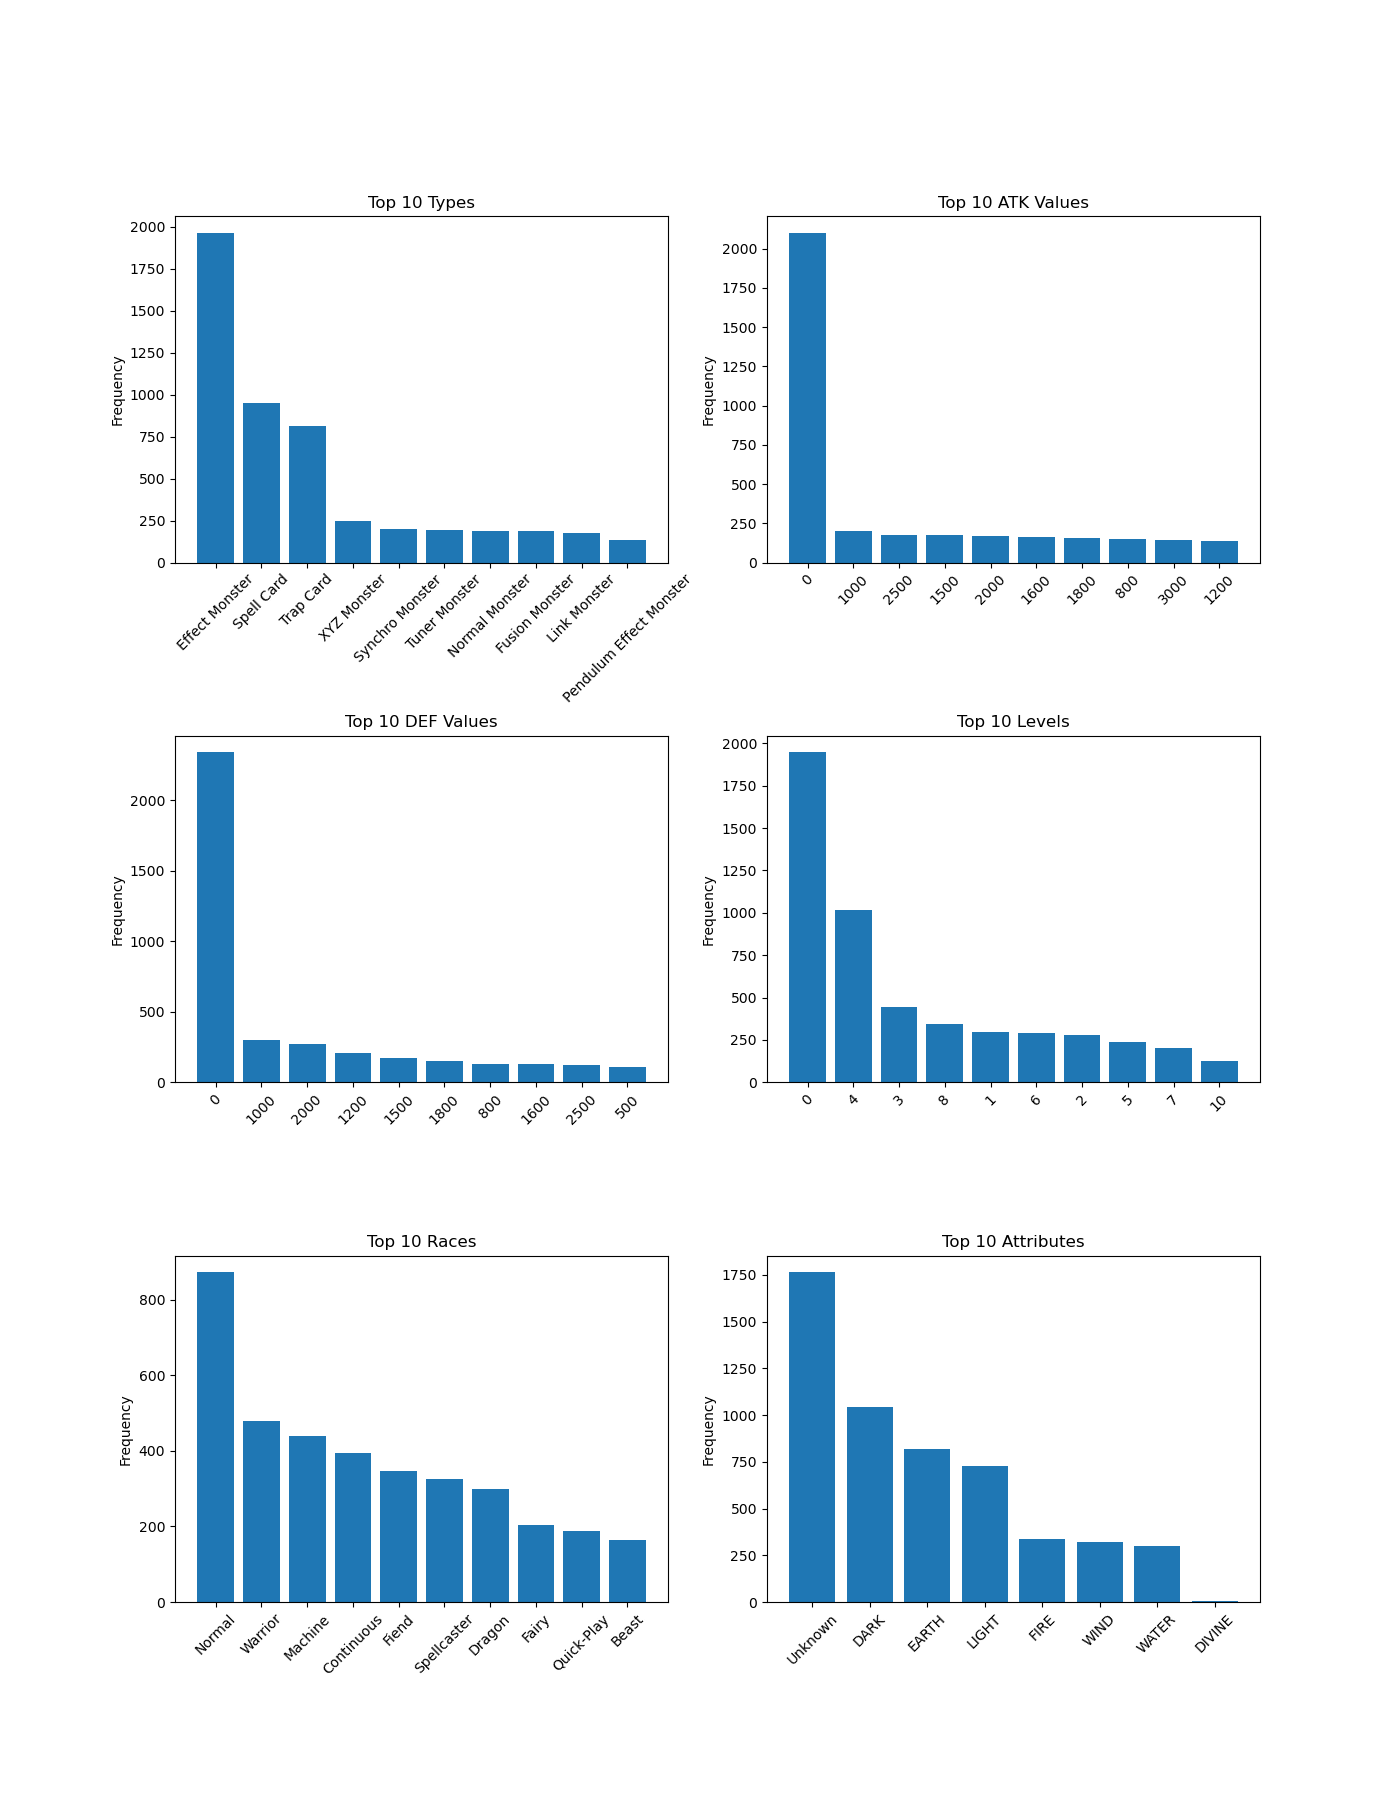 Top 10 Types
Frequency
2000
1750
1500
1250
1000
750
500
250
0
Effect Monster
Spell Card
Trap Card
XYZ Monster
Synchro Monster
Tuner Monster
Normal Monster
Fusion Monster
Link Monster
Pendulum Effect Monster
Top 10 ATK Values
Frequency
2000
1750
1500
1250
1000
750
500
250
0
0
1000
2500
1500
2000
1600
1800
800
3000
1200
Top 10 DEF Values
Frequency
2000
1500
1000
500
0
0
1000
2000
1200
1500
1800
800
1600
2500
500
Top 10 Levels
Frequency
2000
1750
1500
1250
1000
750
500
250
0
0
4
3
8
1
6
2
5
7
10
Top 10 Races
Frequency
800
600
400
200
0
Normal
Warrior
Machine
Continuous
Fiend
Spellcaster
Dragon
Fairy
Quick-Play
Beast
Top 10 Attributes
Frequency
1750
1500
1250
1000
750
500
250
0
Unknown
DARK
EARTH
LIGHT
FIRE
WIND
WATER
DIVINE